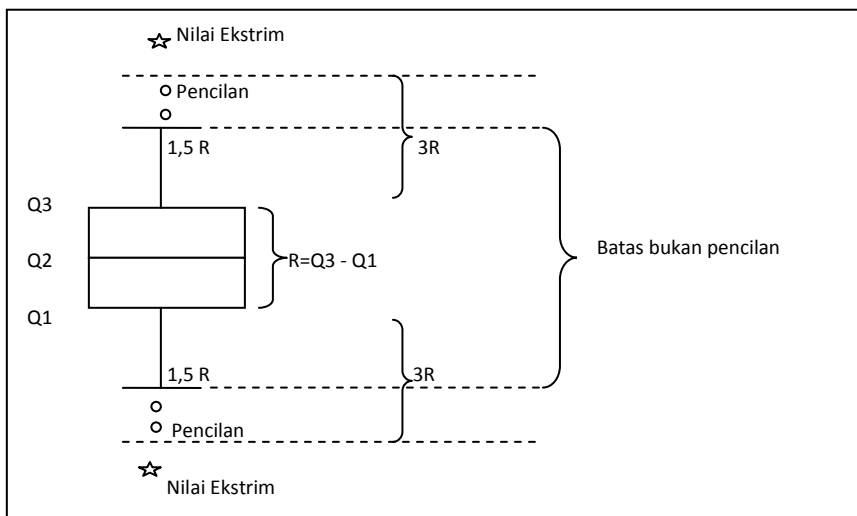 Nilai Ekstrim
Pencilan
1,5 R
3R
Q3
Q2
R=Q3 - Q1
Batas bukan pencilan
Q1
1,5 R
3R
Pencilan
Nilai Ekstrim